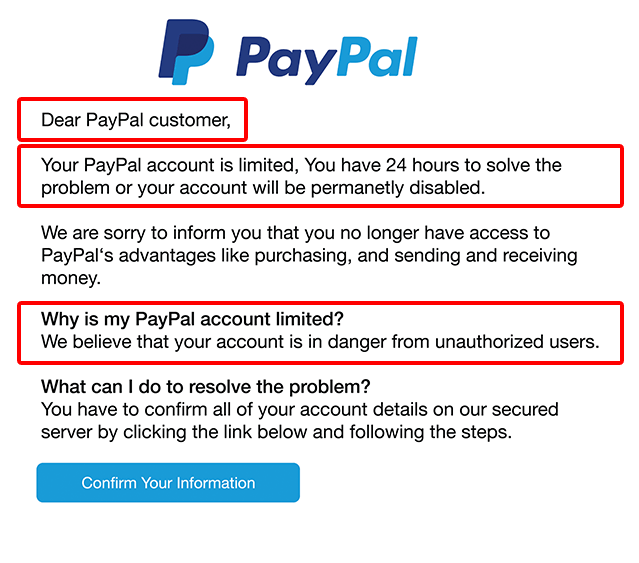 PayPal
Dear PayPal customer,
Your PayPal account is limited, You have 24 hours to solve the
problem or your account will be permanetly disabled.
We are sorry to inform you that you no longer have access to
PayPal‘s advantages like purchasing, and sending and receiving
money.
Why is my PayPal account limited?
We believe that your account is in danger from unauthorized users.
What can I do to resolve the problem?
You have to confirm all of your account details on our secured
server by clicking the link below and following the steps.
Confirm Your Information